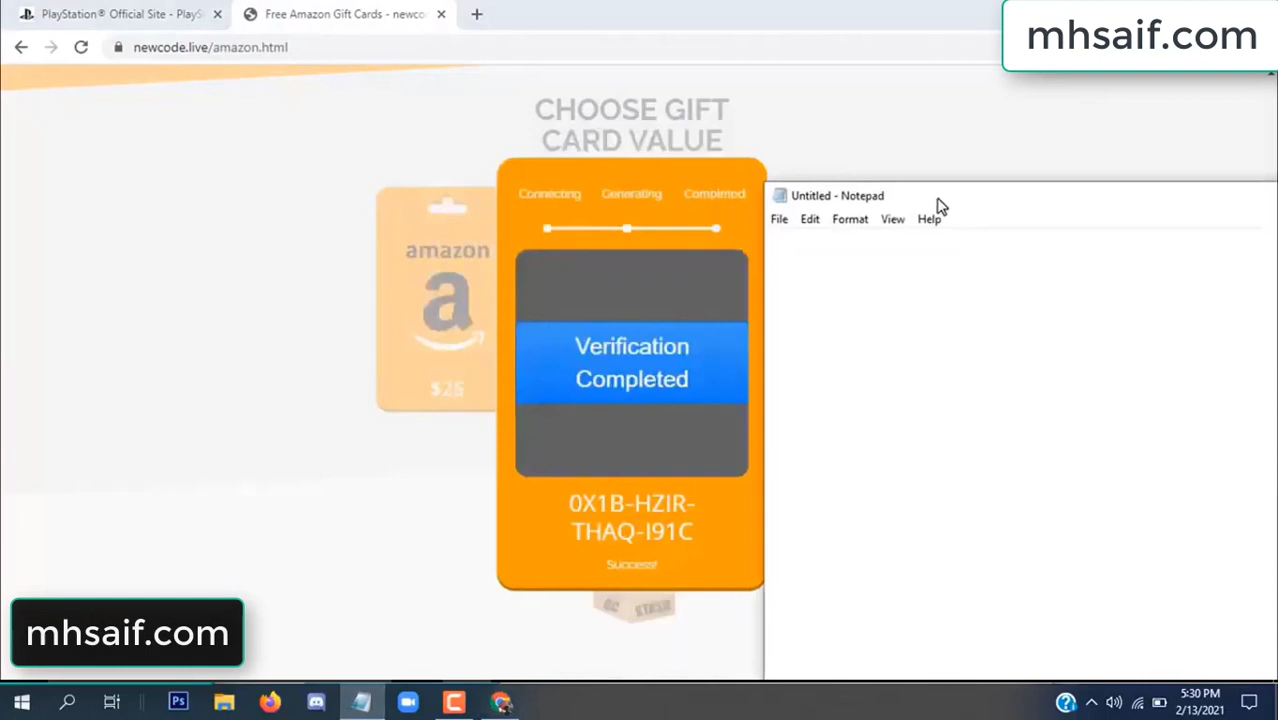 PlayStation® Official Site - PlayS
Free Amazon Gift Cards - newco
mhsaif.com
newcode.live/amazon.html
CHOOSE GIFT
CARD VALUE
Connecting Generating Completed
Untitled - Notepad
File Edit Format View Help
amazon
a
$25
Verification
Completed
0X1B-HZIR-
THAQ-I91C
Success!
mhsaif.com
Ps
5:30 PM
2/13/2021